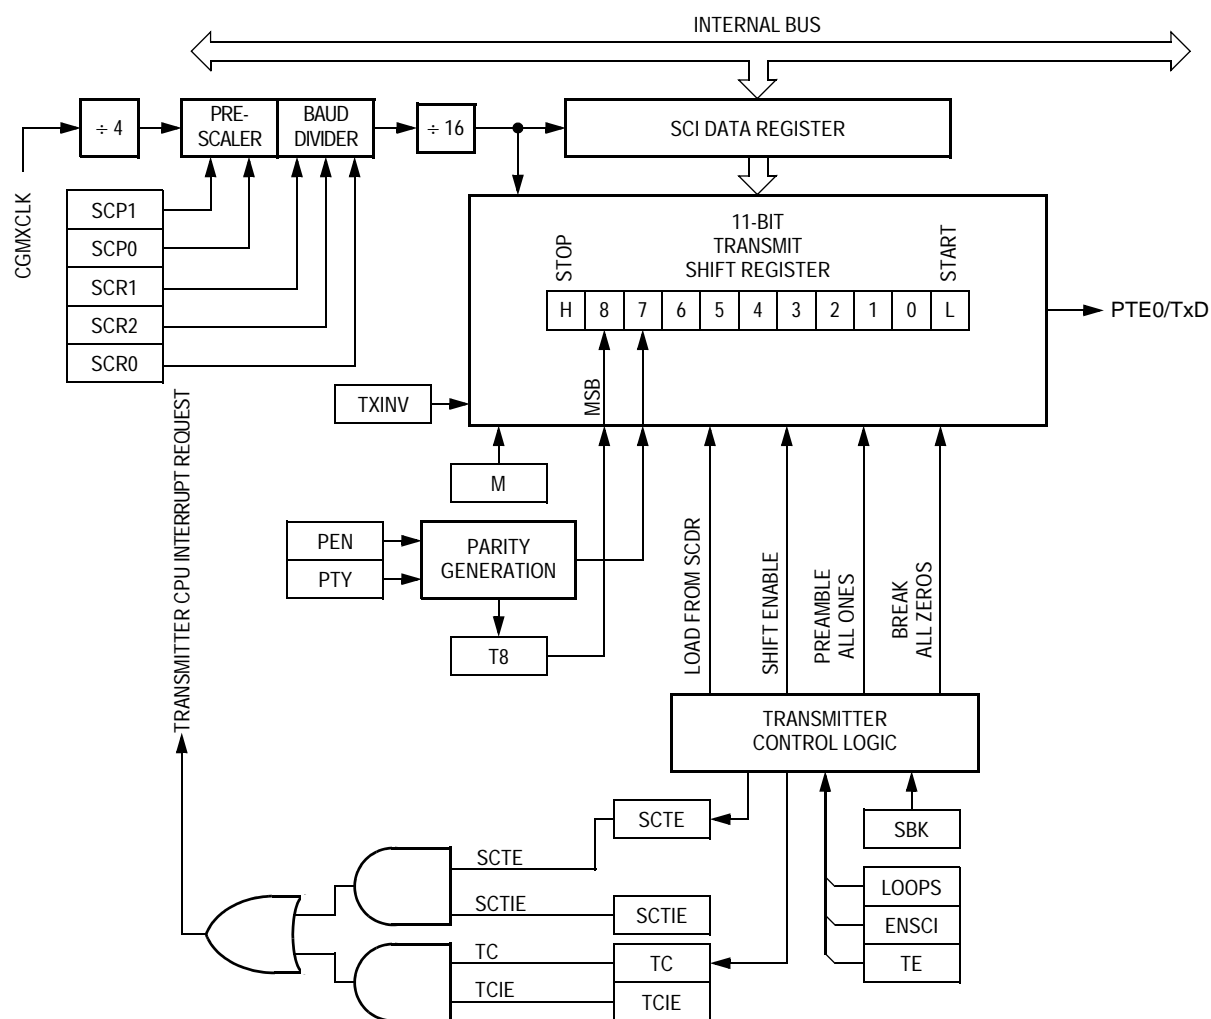 INTERNAL BUS
÷ 4
PRE-
SCALER
BAUD
DIVIDER
÷ 16
SCI DATA REGISTER
CGMXCLK
SCP1
SCP0
SCR1
SCR2
SCR0
11-BIT
TRANSMIT
SHIFT REGISTER
STOP
START
H 8 7 6 5 4 3 2 1 0 L
PTE0/TxD
MSB
TXINV
M
PEN
PTY
PARITY
GENERATION
T8
LOAD FROM SCDR
SHIFT ENABLE
PREAMBLE
ALL ONES
BREAK
ALL ZEROS
TRANSMITTER CPU INTERRUPT REQUEST
TRANSMITTER
CONTROL LOGIC
SCTE
SBK
SCTE
LOOPS
SCTIE
SCTIE
ENSCI
TC
TC
TE
TCIE
TCIE